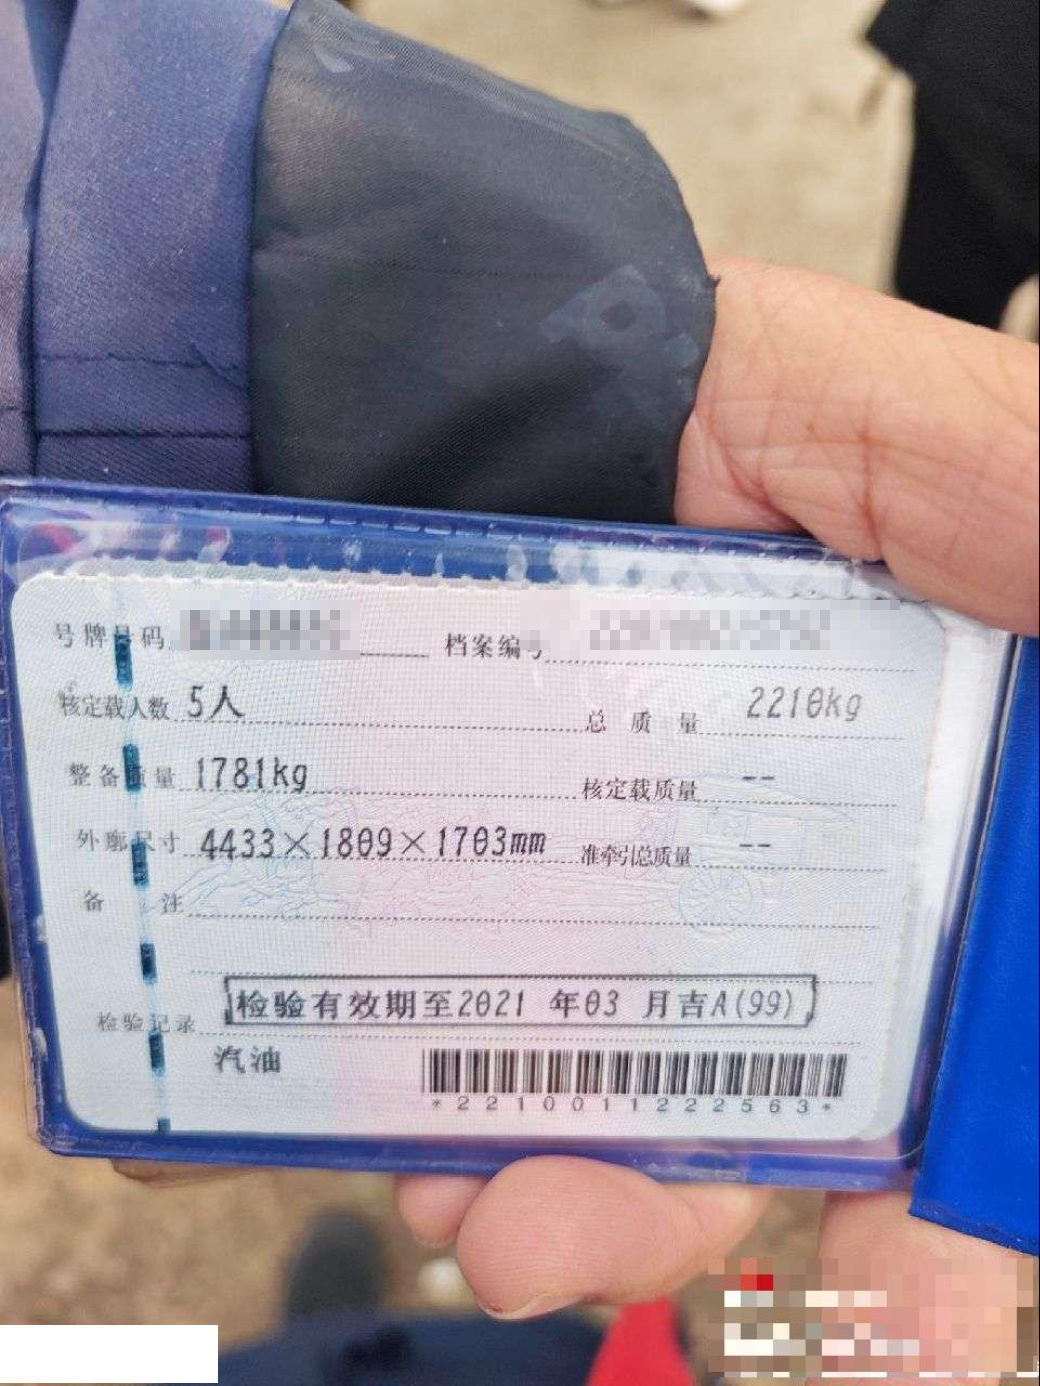 号牌号码 档案编号
核定载人数 5人 总质量 2210kg
整备质量 1781kg 核定载质量 --
外廓尺寸 4433×1809×1703mm 准牵引总质量 --
备注
检验记录 检验有效期至2021 年03 月吉A(99)
汽油
*2210011222563*